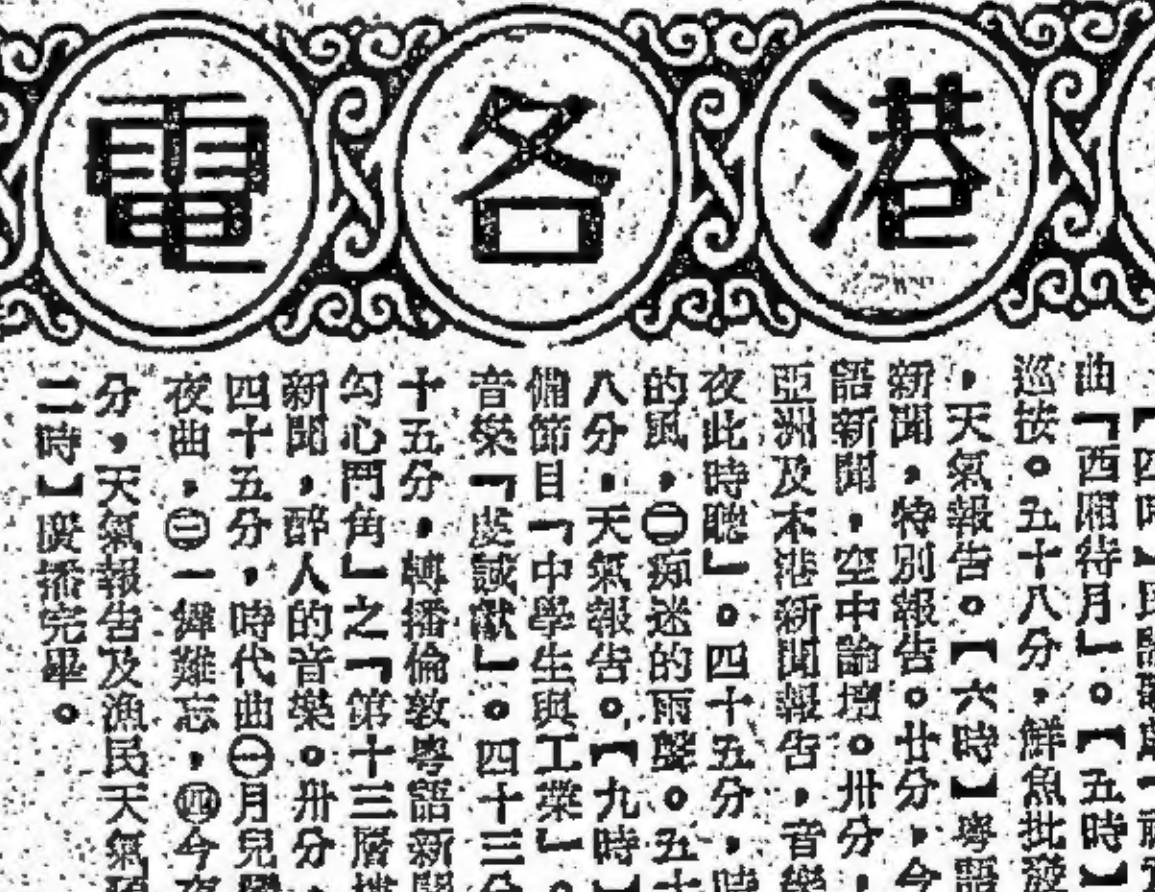 港各電
【四時】
曲「西廂待月」。【五時】
巡按。五十八分，鮮魚批發
，天氣報告。【六時】粵語
新聞，特別報告。廿分，今
語新聞，空中論壇。卅分，
亞洲及本港新聞報告，音樂
夜此時聽」。四十五分，時
的風，㊁痴迷的雨聲。五十
八分，天氣報告。【九時】
備節目「中學生與工業」。
音樂「虔誠獻」。四十三分
十五分，轉播倫敦粵語新聞
勾心鬥角」之「第十三層樓
新聞，醉人的音樂。卅分，
四十五分，時代曲㊀月兒彎
夜曲，㊂一舞難忘，㊃今夜
分，天氣報告及漁民天氣報
二時】廣播完畢。